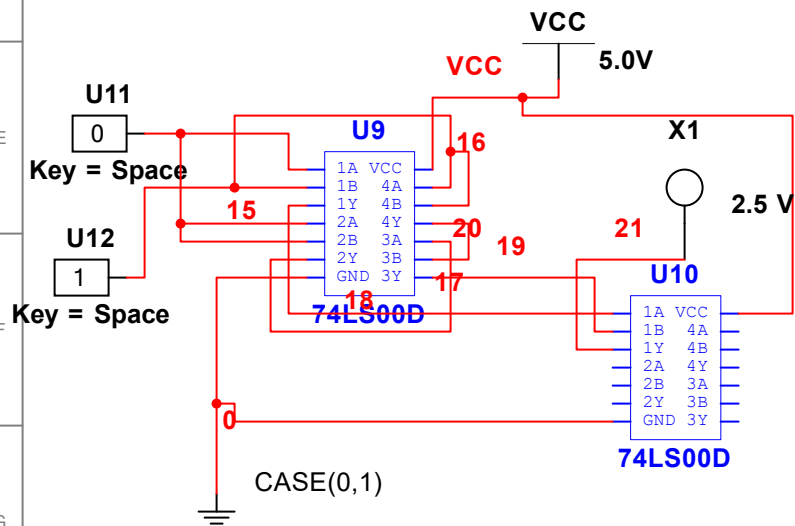 VCC
5.0V
VCC
U11
0
Key = Space
U9
16
X1
1A VCC
1B 4A
1Y 4B
2A 4Y
2B 3A
2Y 3B
GND 3Y
74LS00D
15
2.5 V
20
19
21
U12
1
Key = Space
17
18
U10
1A VCC
1B 4A
1Y 4B
2A 4Y
2B 3A
2Y 3B
GND 3Y
74LS00D
0
CASE(0,1)
E
F
G